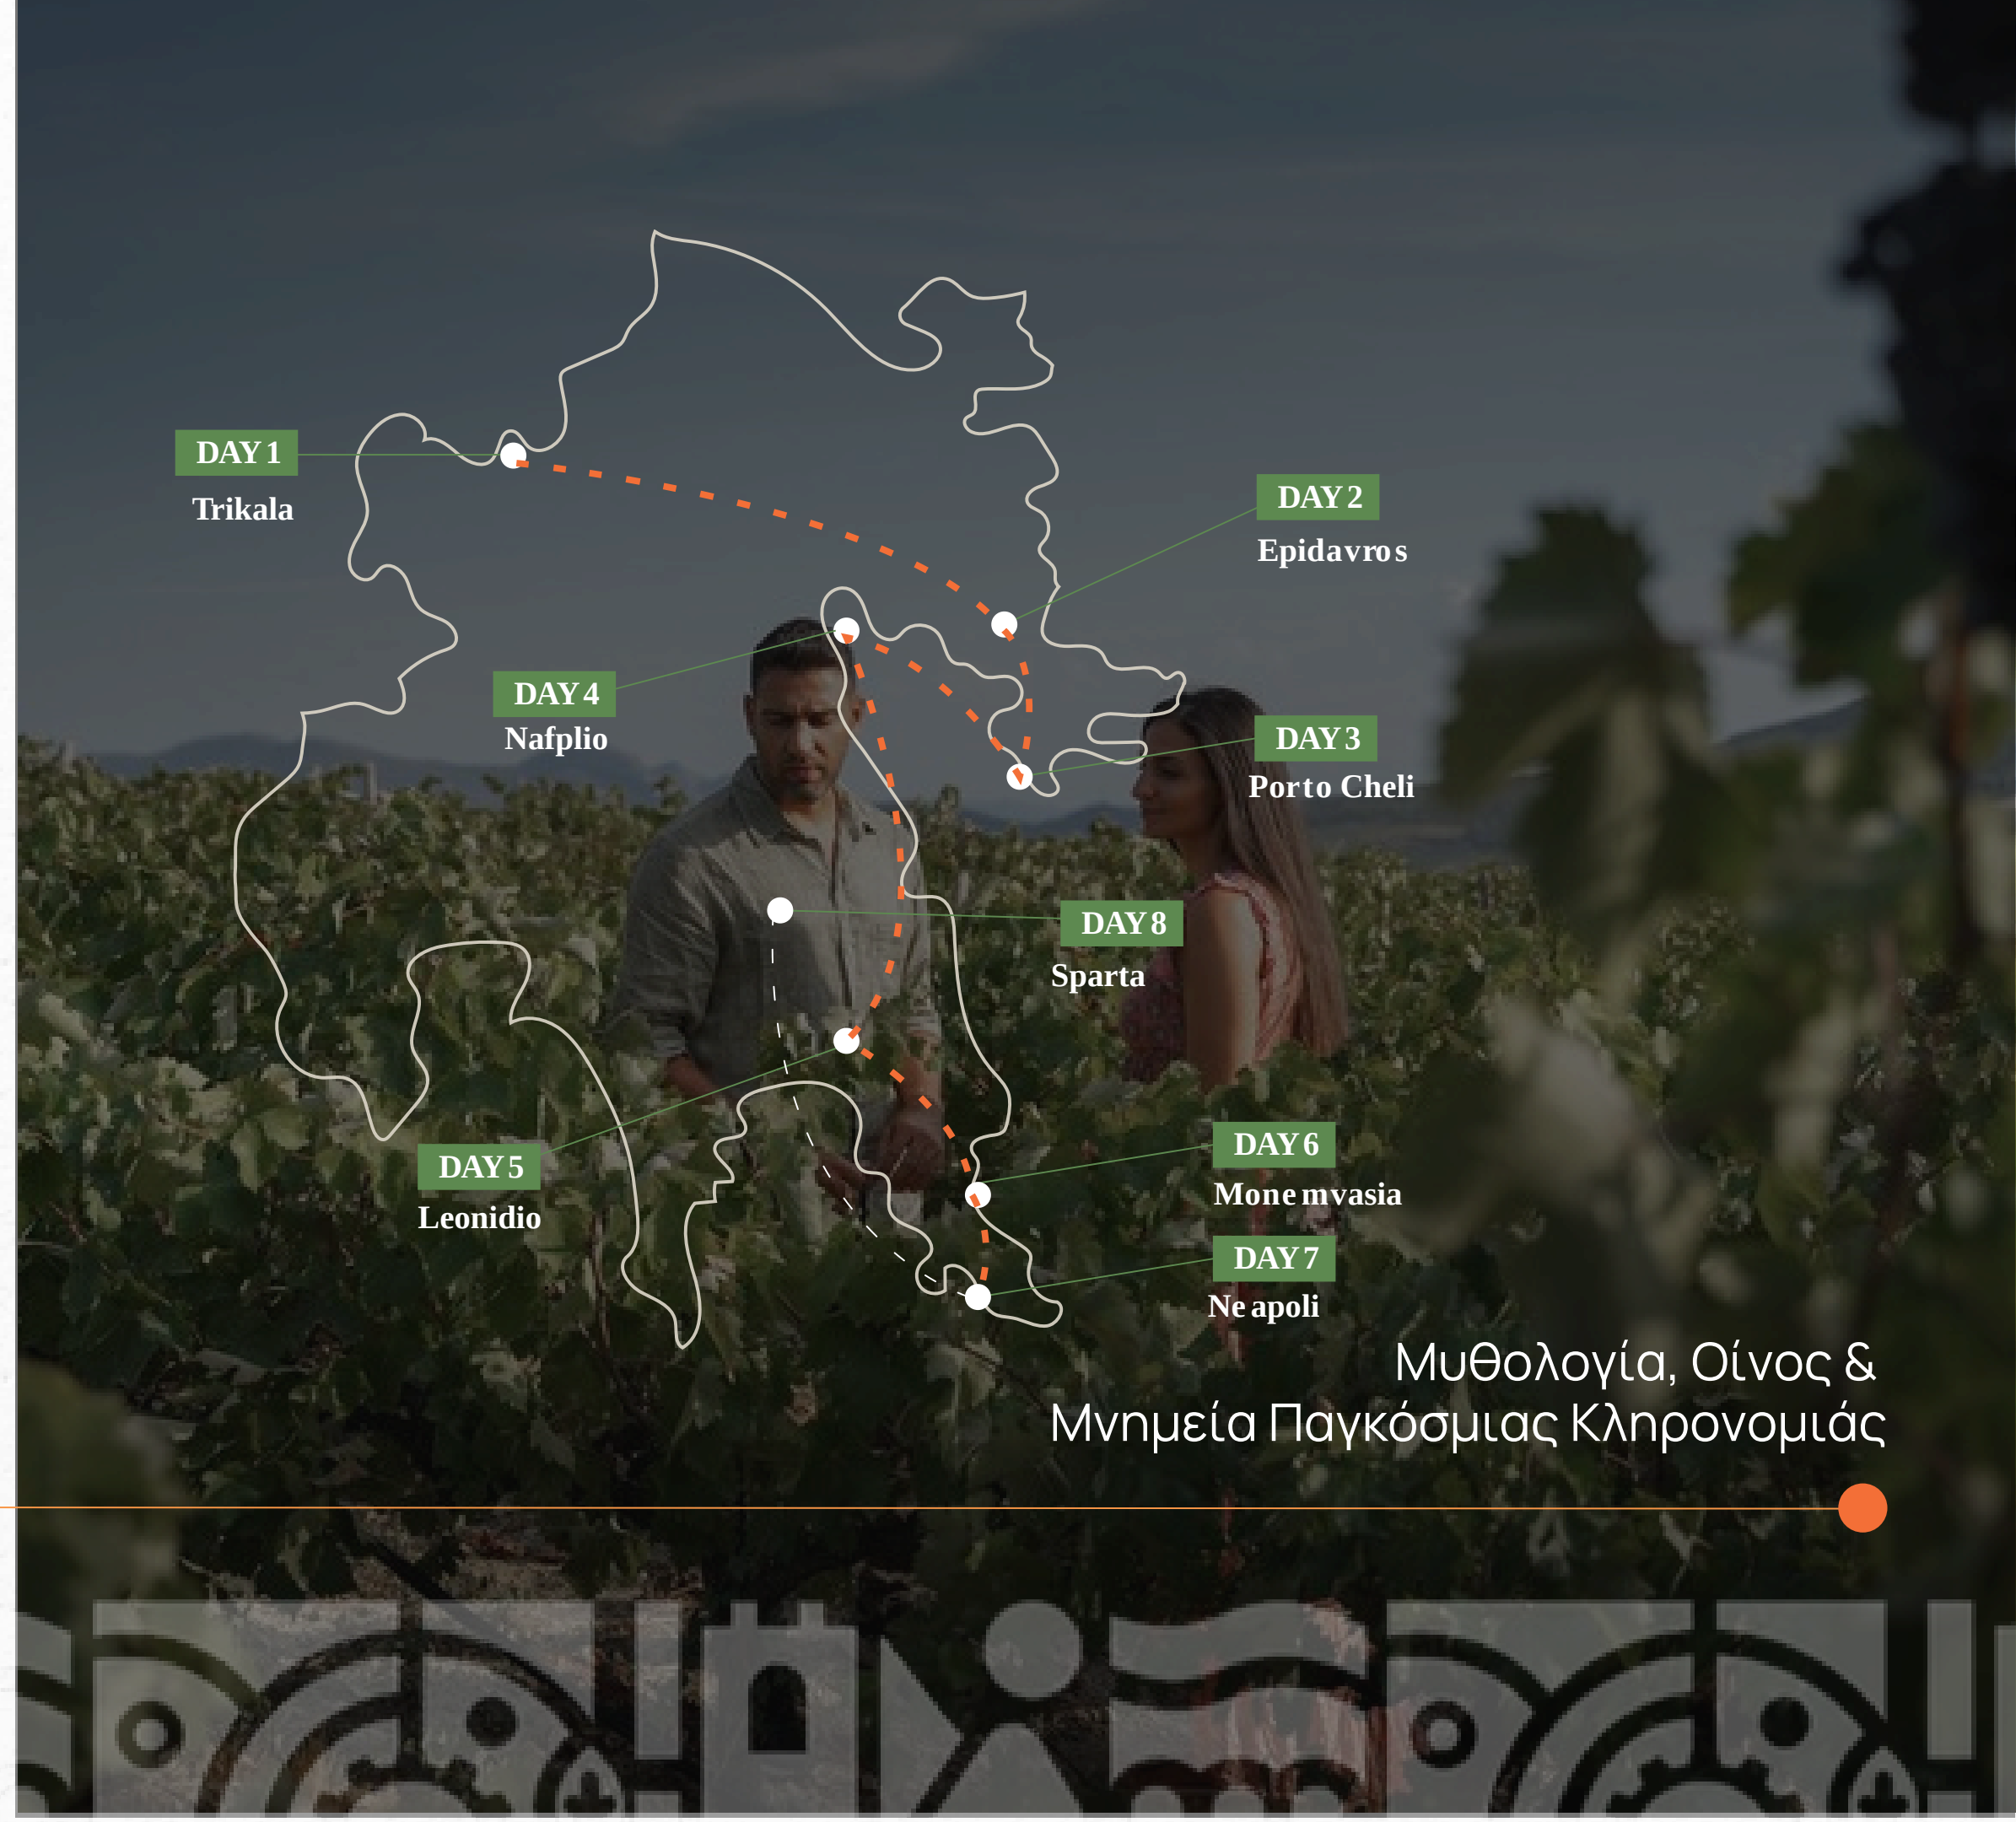 DAY 1
Trikala
DAY 2
Epidavros
DAY 4
Nafplio
DAY 3
Porto Cheli
DAY 8
Sparta
DAY 5
Leonidio
DAY 6
Monemvasia
DAY 7
Neapoli
Μυθολογία, Οίνος &
Μνημεία Παγκόσμιας Κληρονομιάς